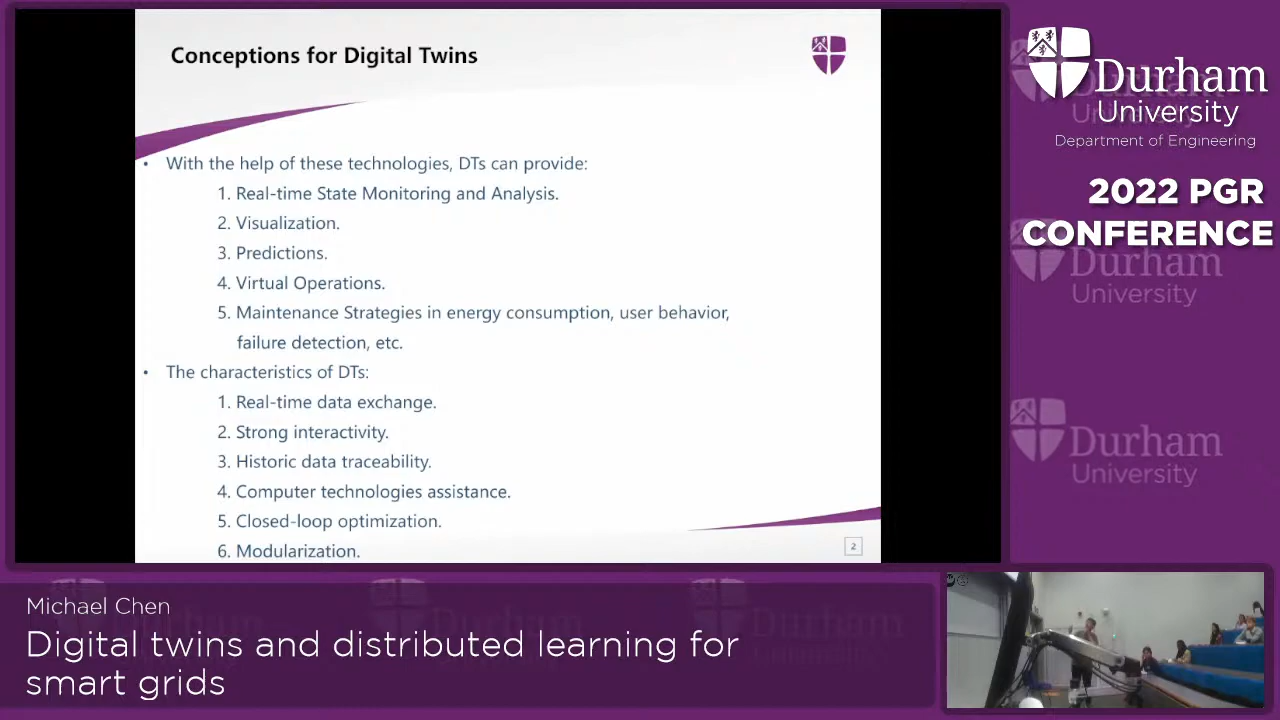 Conceptions for Digital Twins
• With the help of these technologies, DTs can provide:
1. Real-time State Monitoring and Analysis.
2. Visualization.
3. Predictions.
4. Virtual Operations.
5. Maintenance Strategies in energy consumption, user behavior,
failure detection, etc.
• The characteristics of DTs:
1. Real-time data exchange.
2. Strong interactivity.
3. Historic data traceability.
4. Computer technologies assistance.
5. Closed-loop optimization.
6. Modularization.
2
Durham
University
Department of Engineering
2022 PGR
CONFERENCE
Durham
University
Durham
University
Michael Chen
Digital twins and distributed learning for
smart grids